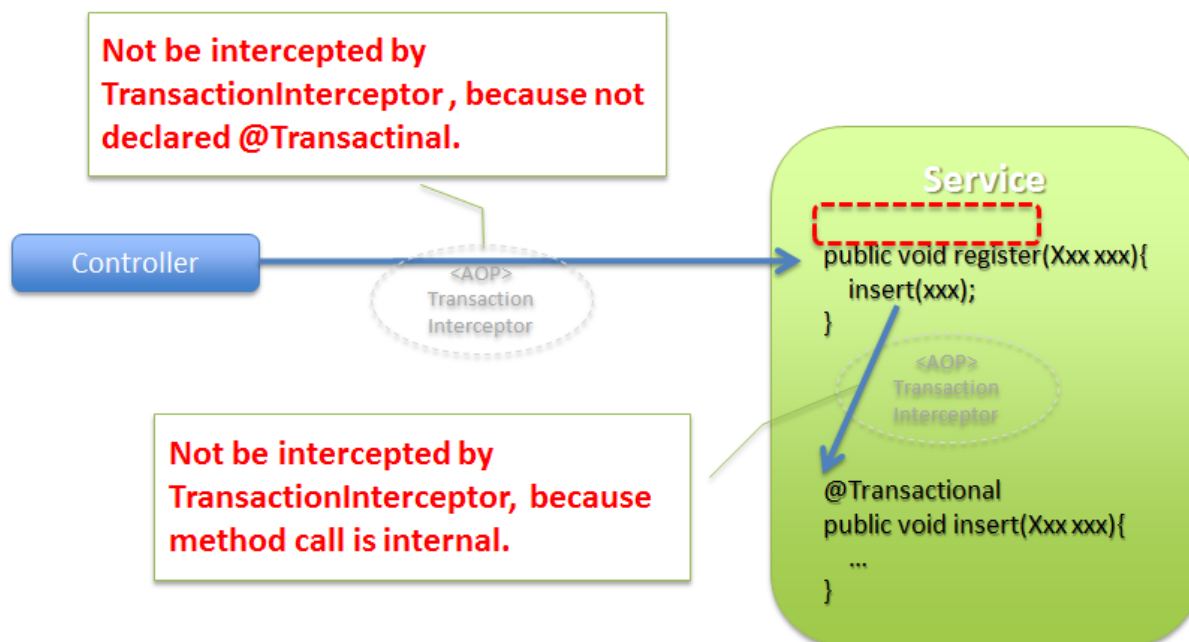 Not be intercepted by
TransactionInterceptor , because not
declared @Transactinal.
Service
Controller
<AOP>
Transaction
Interceptor
public void register(Xxx xxx){
insert(xxx);
}
<AOP>
Transaction
Interceptor
Not be intercepted by
TransactionInterceptor, because
method call is internal.
@Transactional
public void insert(Xxx xxx){
...
}